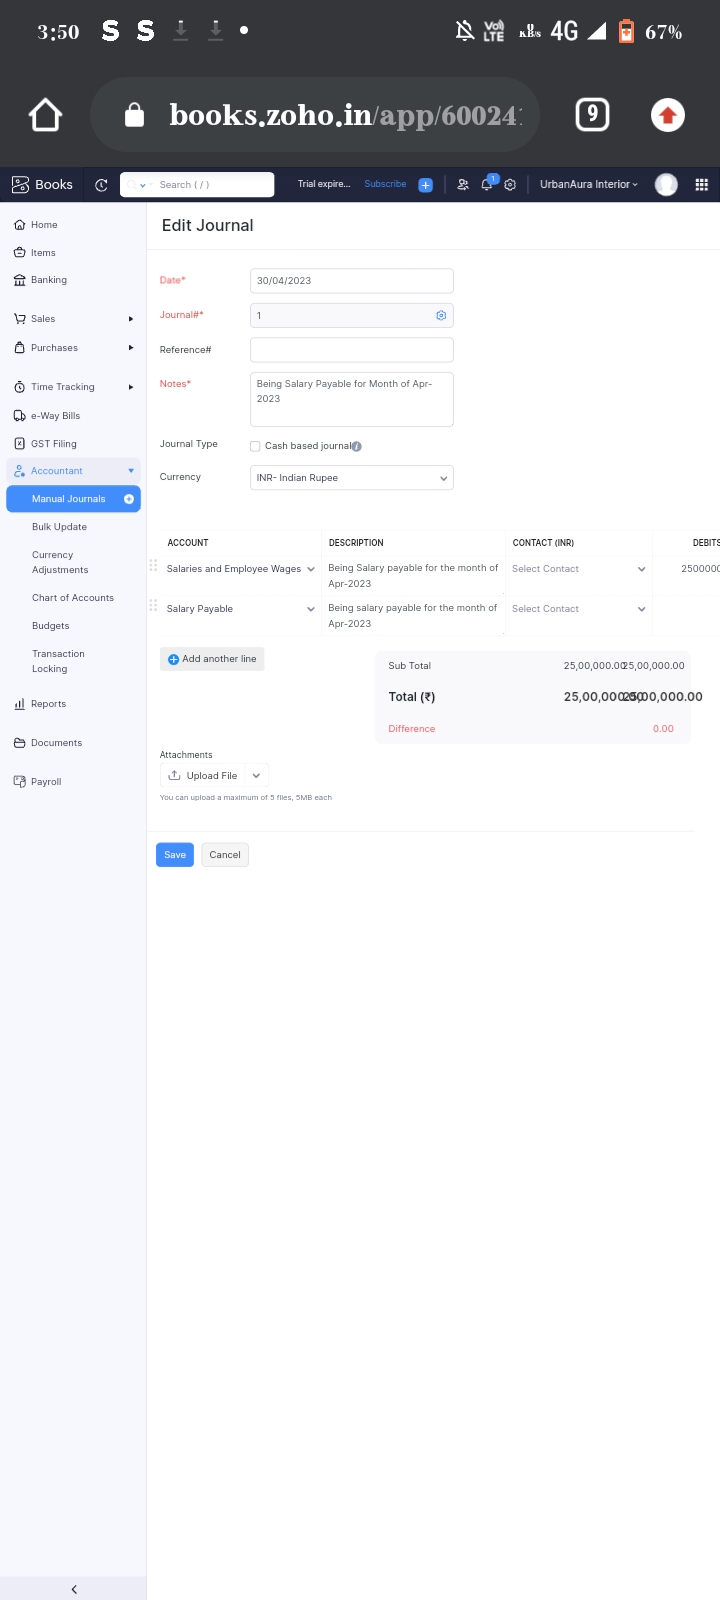 3:50 S S Vo)) LTE 0 KB/s 4G 67%
books.zoho.in/app/60024
9
Books Search ( / ) Trial expire... Subscribe 1 UrbanAura Interior
Home
Items
Banking
Sales
Purchases
Time Tracking
e-Way Bills
GST Filing
Accountant
Manual Journals
Bulk Update
Currency
Adjustments
Chart of Accounts
Budgets
Transaction
Locking
Reports
Documents
Payroll
Edit Journal
Date* 30/04/2023
Journal#* 1
Reference#
Notes* Being Salary Payable for Month of Apr-
2023
Journal Type Cash based journal
Currency INR- Indian Rupee
ACCOUNT DESCRIPTION CONTACT (INR) DEBITS
Salaries and Employee Wages Being Salary payable for the month of Select Contact 2500000
Apr-2023
Salary Payable Being salary payable for the month of Select Contact
Apr-2023
Add another line
Sub Total 25,00,000.00 25,00,000.00
Total (₹) 25,00,000.00 25,00,000.00
Difference 0.00
Attachments
Upload File
You can upload a maximum of 5 files, 5MB each
Save Cancel